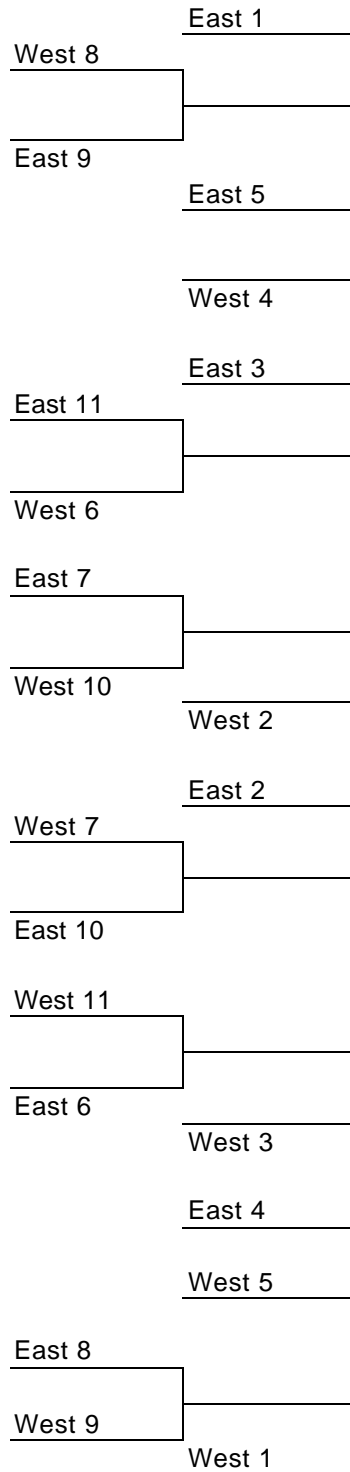 East 1
West 8
East 9
East 5
West 4
East 3
East 11
West 6
East 7
West 10
West 2
East 2
West 7
East 10
West 11
East 6
West 3
East 4
West 5
East 8
West 9
West 1